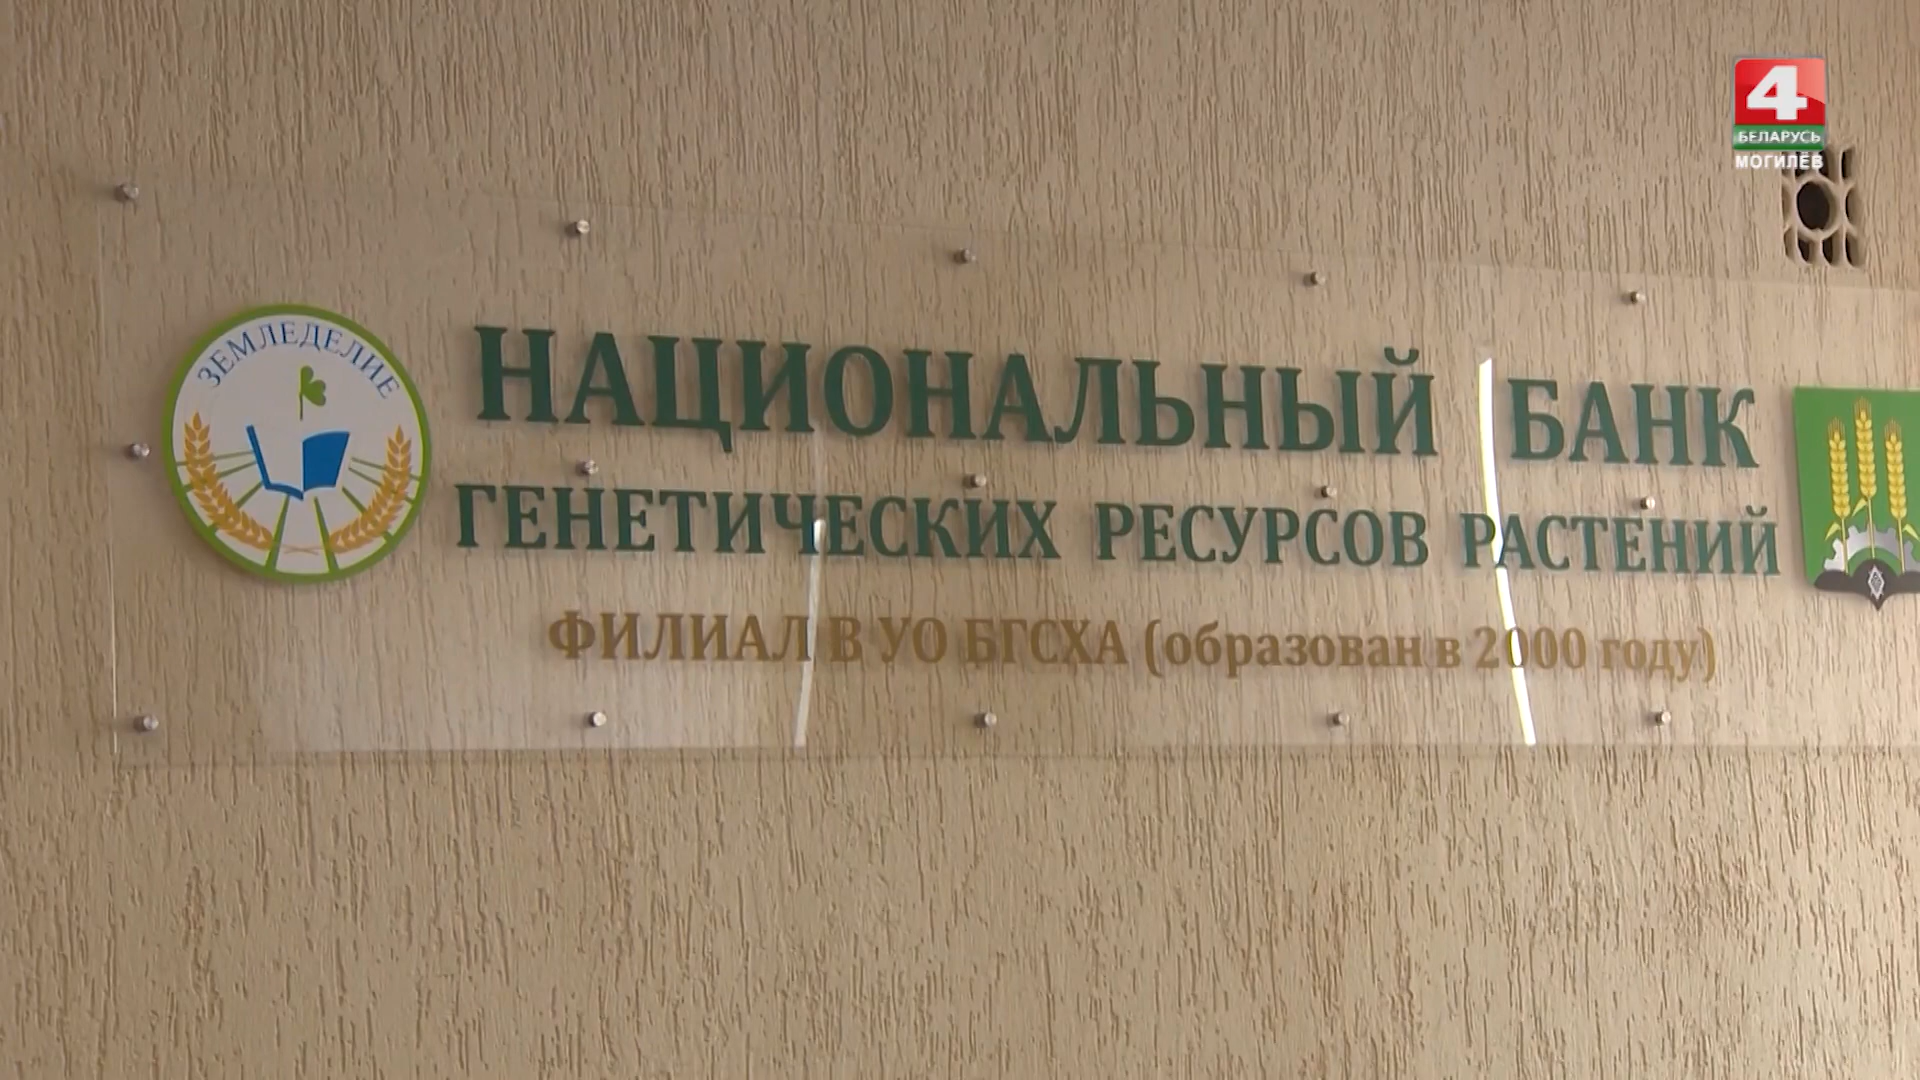 4
БЕЛАРУСЬ
МОГИЛЁВ
ЗЕМЛЕДЕЛИЕ
НАЦИОНАЛЬНЫЙ БАНК
ГЕНЕТИЧЕСКИХ РЕСУРСОВ РАСТЕНИЙ
ФИЛИАЛ В УО БГСХА (образован в 2000 году)